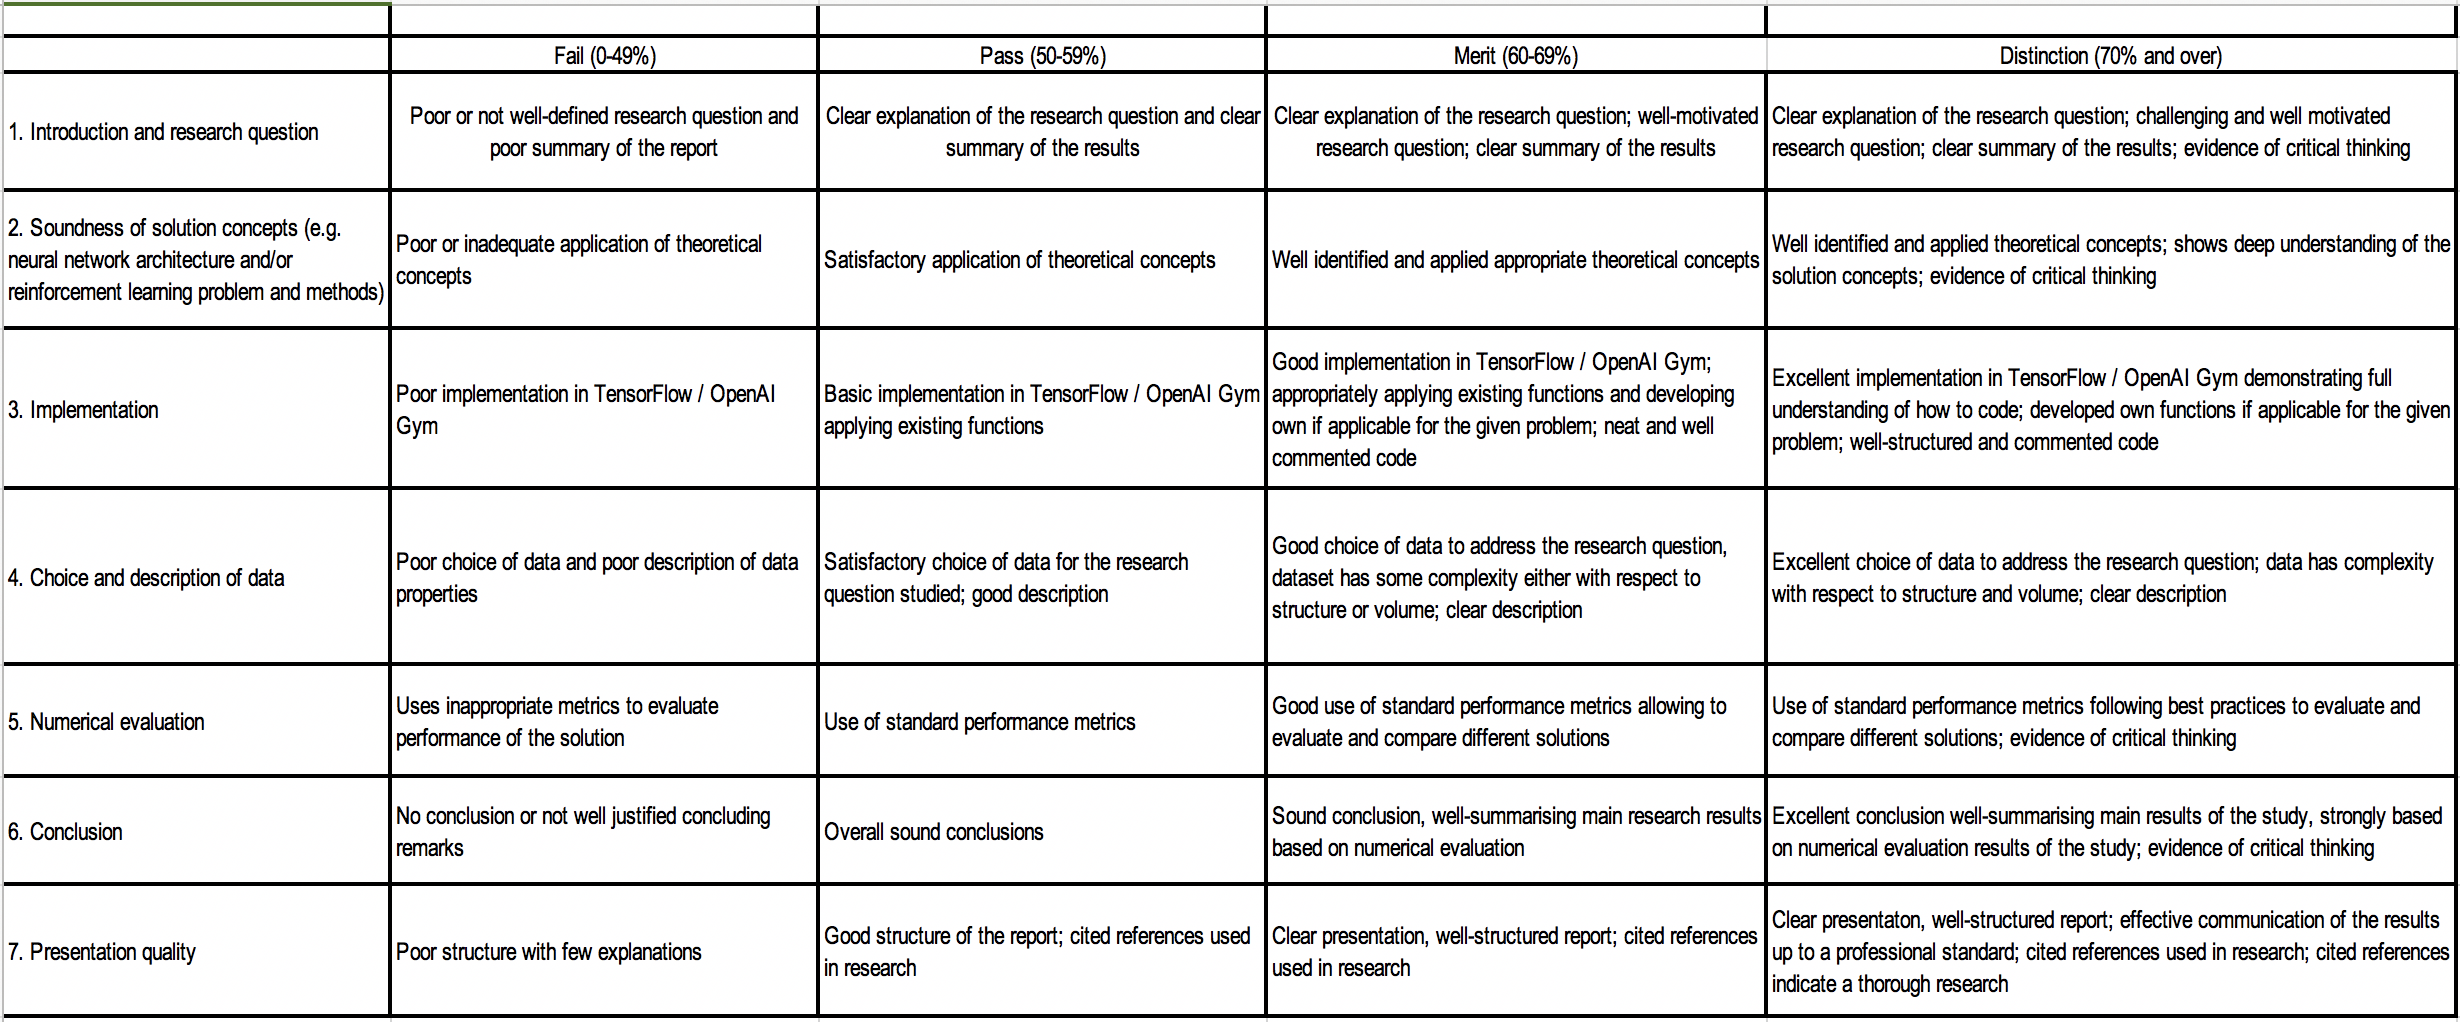 Fail (0-49%)
Pass (50-59%)
Merit (60-69%)
Distinction (70% and over)
1. Introduction and research question
Poor or not well-defined research question and
poor summary of the report
Clear explanation of the research question and clear
summary of the results
Clear explanation of the research question; well-motivated
research question; clear summary of the results
Clear explanation of the research question; challenging and well motivated
research question; clear summary of the results; evidence of critical thinking
2. Soundness of solution concepts (e.g.
neural network architecture and/or
reinforcement learning problem and methods)
Poor or inadequate application of theoretical
concepts
Satisfactory application of theoretical concepts
Well identified and applied appropriate theoretical concepts
Well identified and applied theoretical concepts; shows deep understanding of the
solution concepts; evidence of critical thinking
3. Implementation
Poor implementation in TensorFlow / OpenAI
Gym
Basic implementation in TensorFlow / OpenAI Gym
applying existing functions
Good implementation in TensorFlow / OpenAI Gym;
appropriately applying existing functions and developing
own if applicable for the given problem; neat and well
commented code
Excellent implementation in TensorFlow / OpenAI Gym demonstrating full
understanding of how to code; developed own functions if applicable for the given
problem; well-structured and commented code
4. Choice and description of data
Poor choice of data and poor description of data
properties
Satisfactory choice of data for the research
question studied; good description
Good choice of data to address the research question,
dataset has some complexity either with respect to
structure or volume; clear description
Excellent choice of data to address the research question; data has complexity
with respect to structure and volume; clear description
5. Numerical evaluation
Uses inappropriate metrics to evaluate
performance of the solution
Use of standard performance metrics
Good use of standard performance metrics allowing to
evaluate and compare different solutions
Use of standard performance metrics following best practices to evaluate and
compare different solutions; evidence of critical thinking
6. Conclusion
No conclusion or not well justified concluding
remarks
Overall sound conclusions
Sound conclusion, well-summarising main research results
based on numerical evaluation
Excellent conclusion well-summarising main results of the study, strongly based
on numerical evaluation results of the study; evidence of critical thinking
7. Presentation quality
Poor structure with few explanations
Good structure of the report; cited references used
in research
Clear presentation, well-structured report; cited references
used in research
Clear presentaton, well-structured report; effective communication of the results
up to a professional standard; cited references used in research; cited references
indicate a thorough research